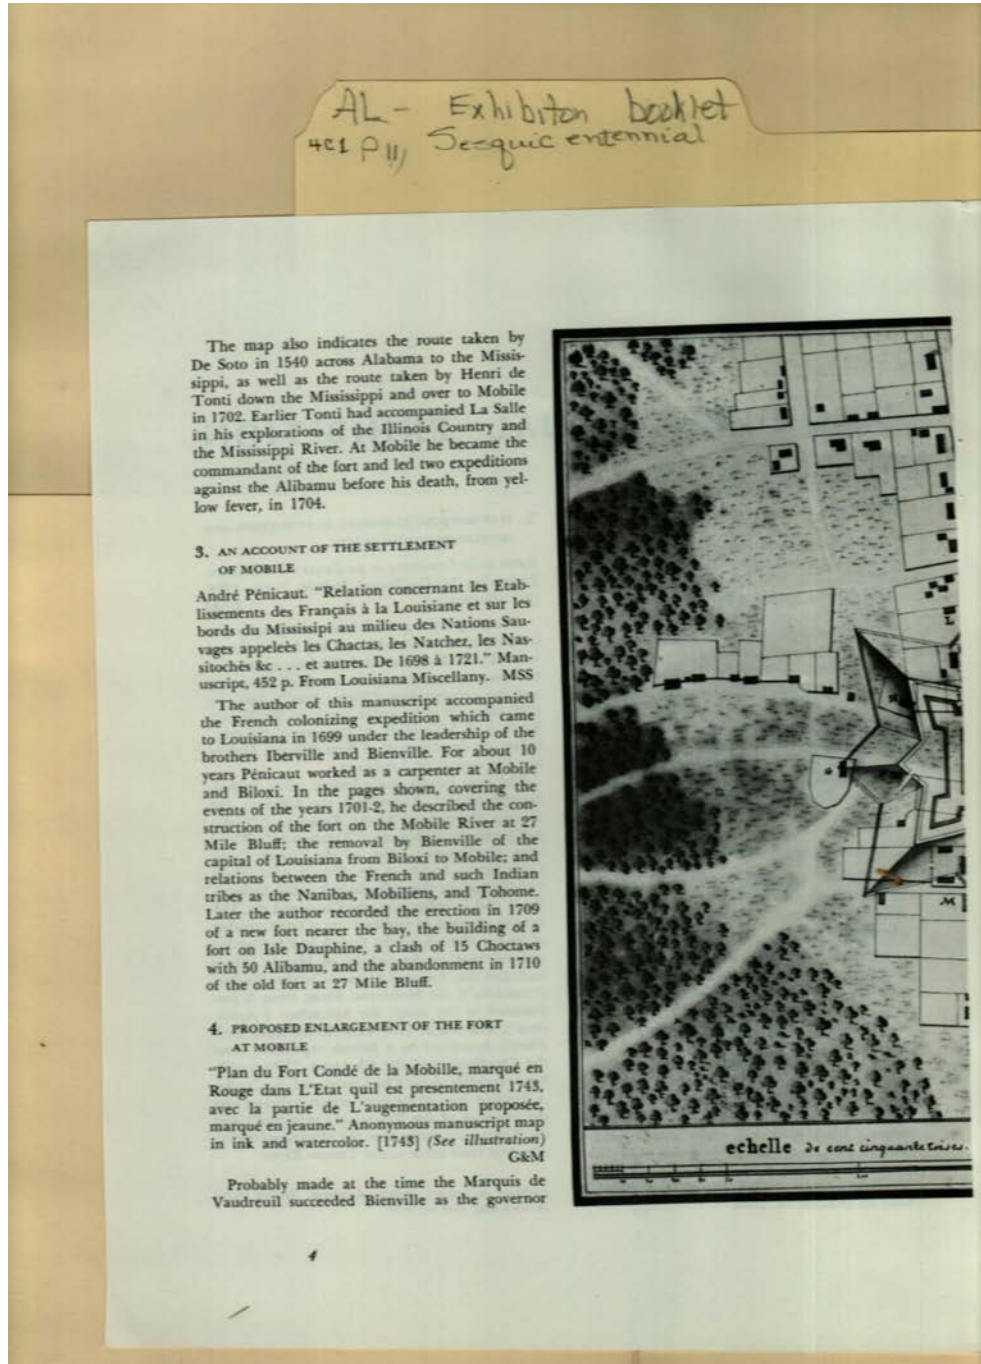 AL - Exhibiton booklet
4c1 P11, Sesquicentennial
The map also indicates the route taken by
De Soto in 1540 across Alabama to the Missis-
sippi, as well as the route taken by Henri de
Tonti down the Mississippi and over to Mobile
in 1702. Earlier Tonti had accompanied La Salle
in his explorations of the Illinois Country and
the Mississippi River. At Mobile he became the
commandant of the fort and led two expeditions
against the Alibamu before his death, from yel-
low fever, in 1704.
3. AN ACCOUNT OF THE SETTLEMENT
OF MOBILE
André Pénicaut. "Relation concernant les Etab-
lissements des Français à la Louisiane et sur les
bords du Missisipi au milieu des Nations Sau-
vages appeleès les Chactas, les Natchez, les Nas-
sitochès &c . . . et autres. De 1698 à 1721." Man-
uscript, 452 p. From Louisiana Miscellany. MSS
The author of this manuscript accompanied
the French colonizing expedition which came
to Louisiana in 1699 under the leadership of the
brothers Iberville and Bienville. For about 10
years Pénicaut worked as a carpenter at Mobile
and Biloxi. In the pages shown, covering the
events of the years 1701-2, he described the con-
struction of the fort on the Mobile River at 27
Mile Bluff; the removal by Bienville of the
capital of Louisiana from Biloxi to Mobile; and
relations between the French and such Indian
tribes as the Nanibas, Mobiliens, and Tohome.
Later the author recorded the erection in 1709
of a new fort nearer the bay, the building of a
fort on Isle Dauphine, a clash of 15 Choctaws
with 50 Alibamu, and the abandonment in 1710
of the old fort at 27 Mile Bluff.
4. PROPOSED ENLARGEMENT OF THE FORT
AT MOBILE
"Plan du Fort Condé de la Mobille, marqué en
Rouge dans L'Etat quil est presentement 1743,
avec la partie de L'augementation proposée,
marqué en jeaune." Anonymous manuscript map
in ink and watercolor. [1743] (See illustration)
G&M
Probably made at the time the Marquis de
Vaudreuil succeeded Bienville as the governor
4
L
M
echelle de cent cinquante toises.